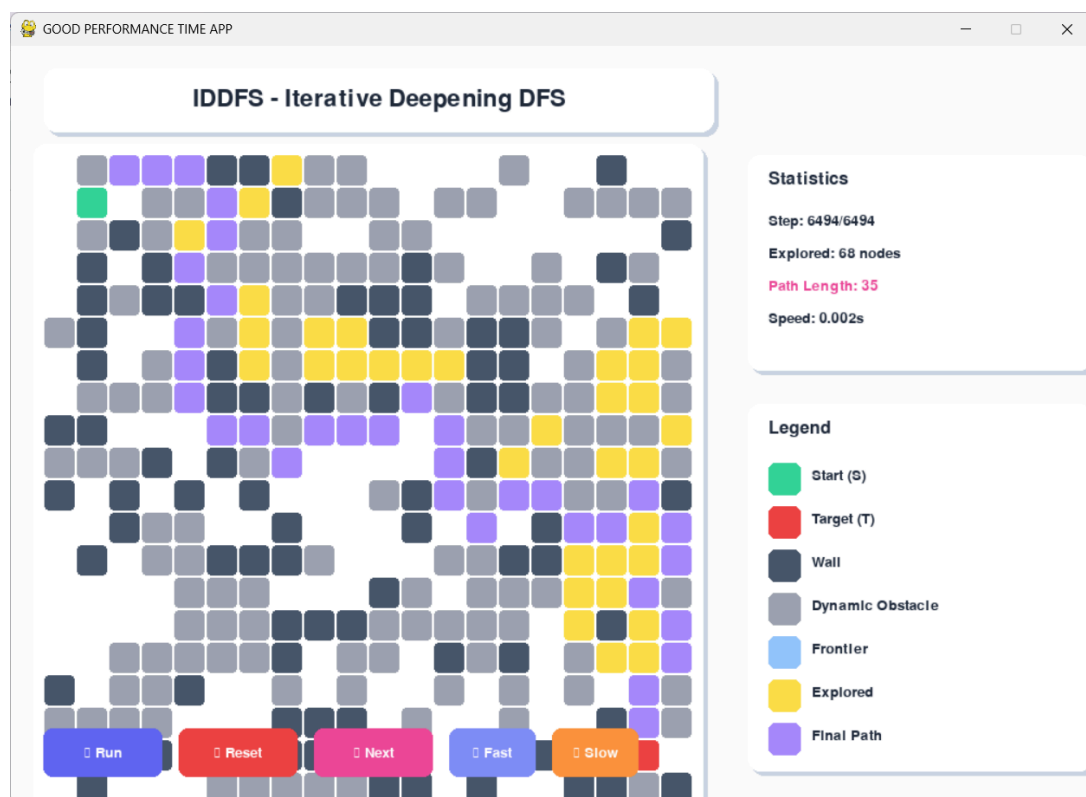 GOOD PERFORMANCE TIME APP
IDDFS - Iterative Deepening DFS
Statistics
Step: 6494/6494
Explored: 68 nodes
Path Length: 35
Speed: 0.002s
Legend
Start (S)
Target (T)
Wall
Dynamic Obstacle
Frontier
Explored
Final Path
Run
Reset
Next
Fast
Slow